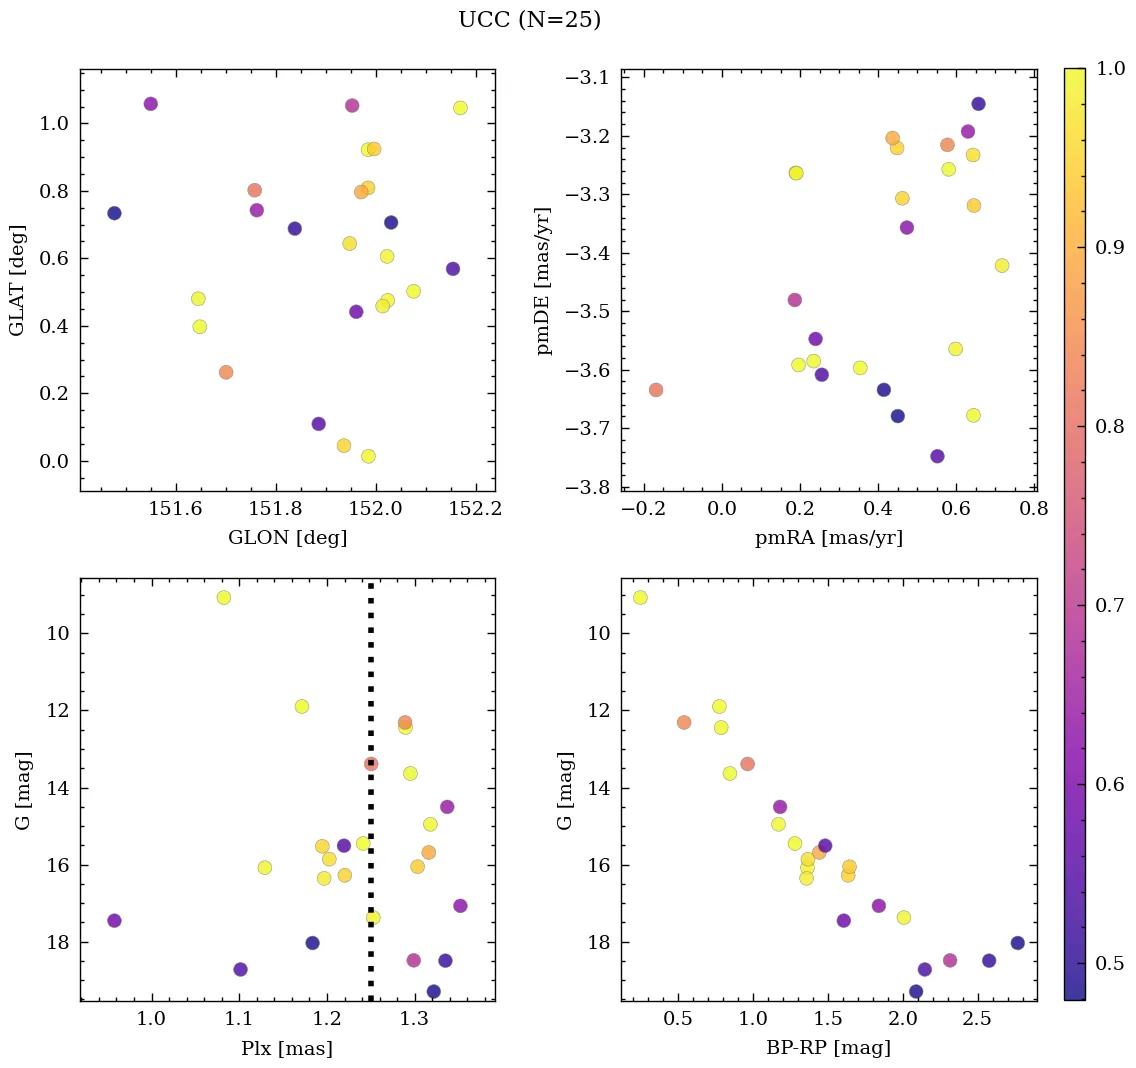 UCC (N=25)
1.0
0.8
0.6
0.4
0.2
0.0
GLAT [deg]
151.6 151.8 152.0 152.2
GLON [deg]
−3.1
−3.2
−3.3
−3.4
−3.5
−3.6
−3.7
−3.8
pmDE [mas/yr]
−0.2 0.0 0.2 0.4 0.6 0.8
pmRA [mas/yr]
10
12
14
16
18
G [mag]
1.0 1.1 1.2 1.3
Plx [mas]
10
12
14
16
18
G [mag]
0.5 1.0 1.5 2.0 2.5
BP-RP [mag]
1.0
0.9
0.8
0.7
0.6
0.5